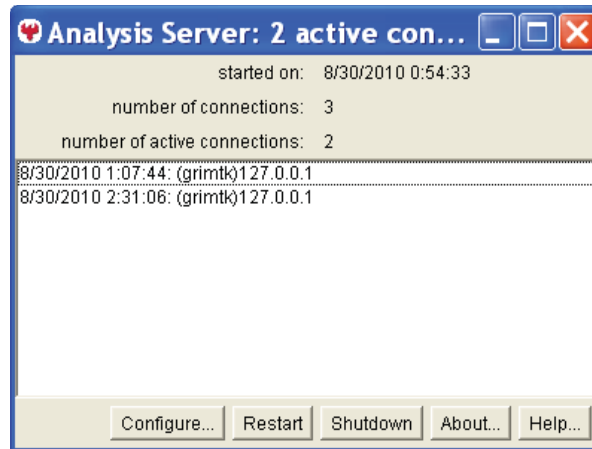 Analysis Server: 2 active con...
started on: 8/30/2010 0:54:33
number of connections: 3
number of active connections: 2
8/30/2010 1:07:44: (grimtk)127.0.0.1
8/30/2010 2:31:06: (grimtk)127.0.0.1
Configure... Restart Shutdown About... Help...